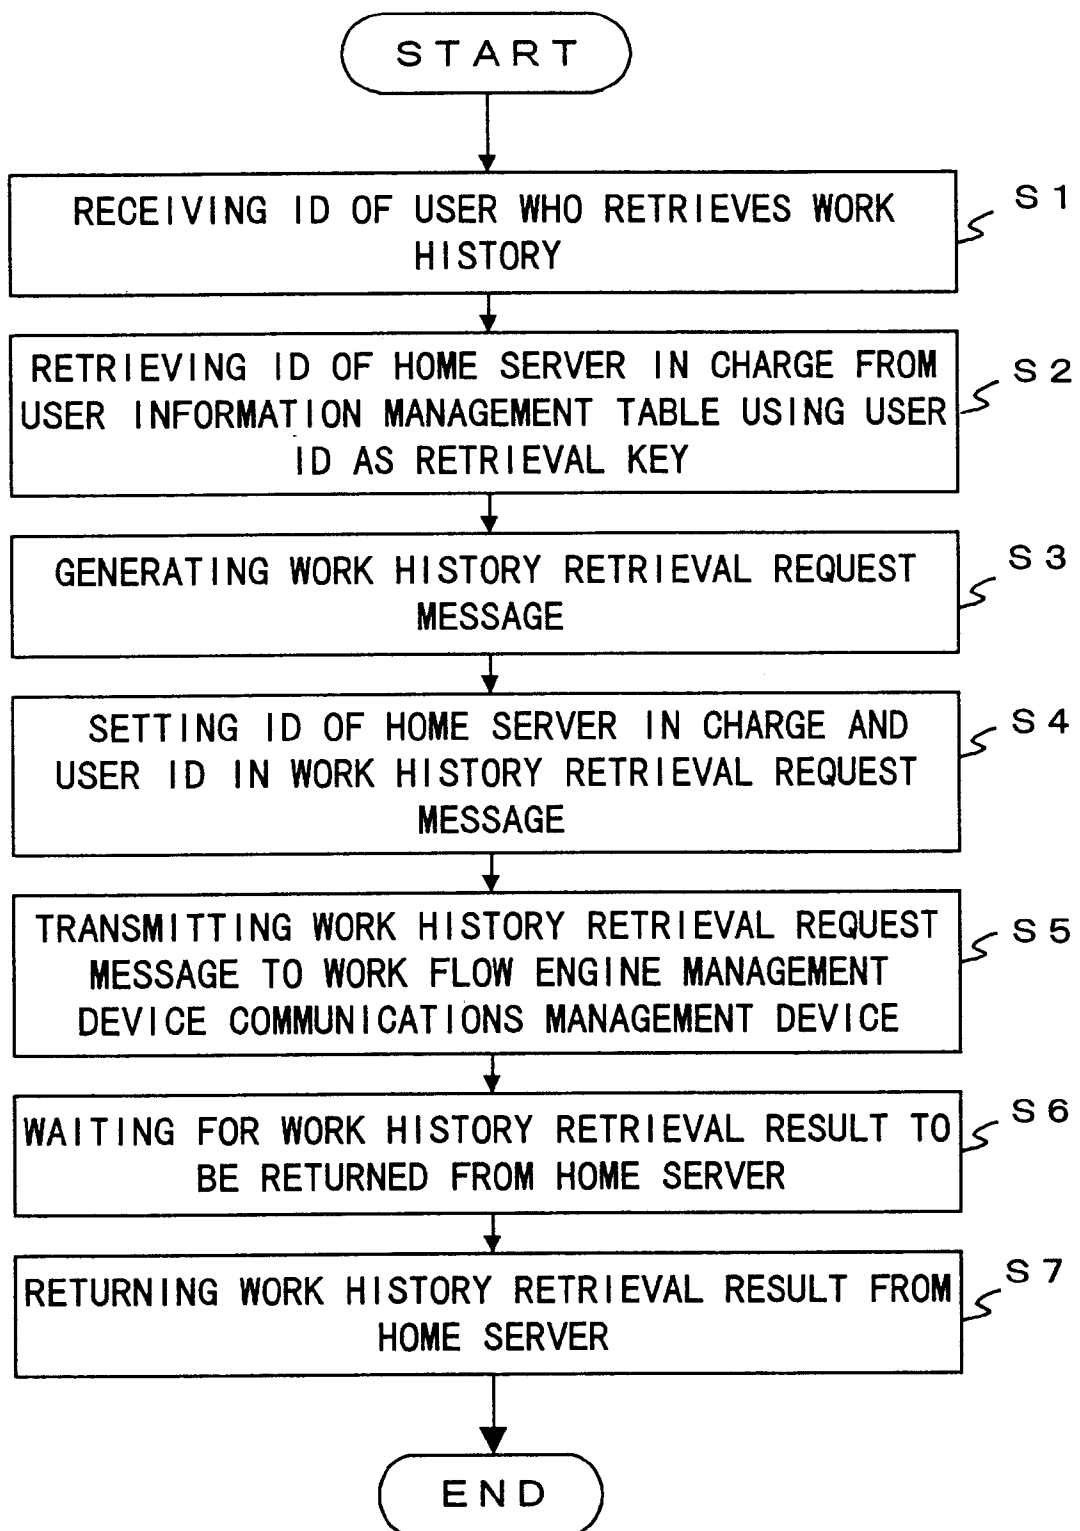 START
RECEIVING ID OF USER WHO RETRIEVES WORK
HISTORY
S1
RETRIEVING ID OF HOME SERVER IN CHARGE FROM
USER INFORMATION MANAGEMENT TABLE USING USER
ID AS RETRIEVAL KEY
S2
GENERATING WORK HISTORY RETRIEVAL REQUEST
MESSAGE
S3
SETTING ID OF HOME SERVER IN CHARGE AND
USER ID IN WORK HISTORY RETRIEVAL REQUEST
MESSAGE
S4
TRANSMITTING WORK HISTORY RETRIEVAL REQUEST
MESSAGE TO WORK FLOW ENGINE MANAGEMENT
DEVICE COMMUNICATIONS MANAGEMENT DEVICE
S5
WAITING FOR WORK HISTORY RETRIEVAL RESULT TO
BE RETURNED FROM HOME SERVER
S6
RETURNING WORK HISTORY RETRIEVAL RESULT FROM
HOME SERVER
S7
END